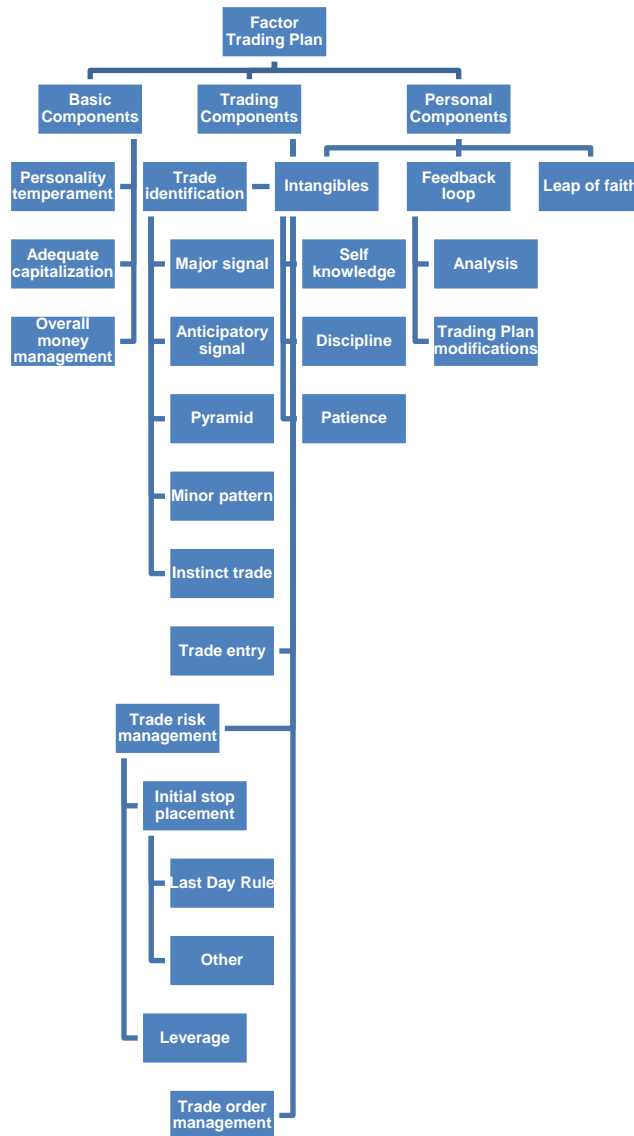 Factor
Trading Plan
Basic
Components
Trading
Components
Personal
Components
Personality
temperament
Trade
identification
Intangibles
Feedback
loop
Leap of faith
Adequate
capitalization
Major signal
Self
knowledge
Analysis
Overall
money
management
Anticipatory
signal
Discipline
Trading Plan
modifications
Pyramid
Patience
Minor pattern
Instinct trade
Trade entry
Trade risk
management
Initial stop
placement
Last Day Rule
Other
Leverage
Trade order
management